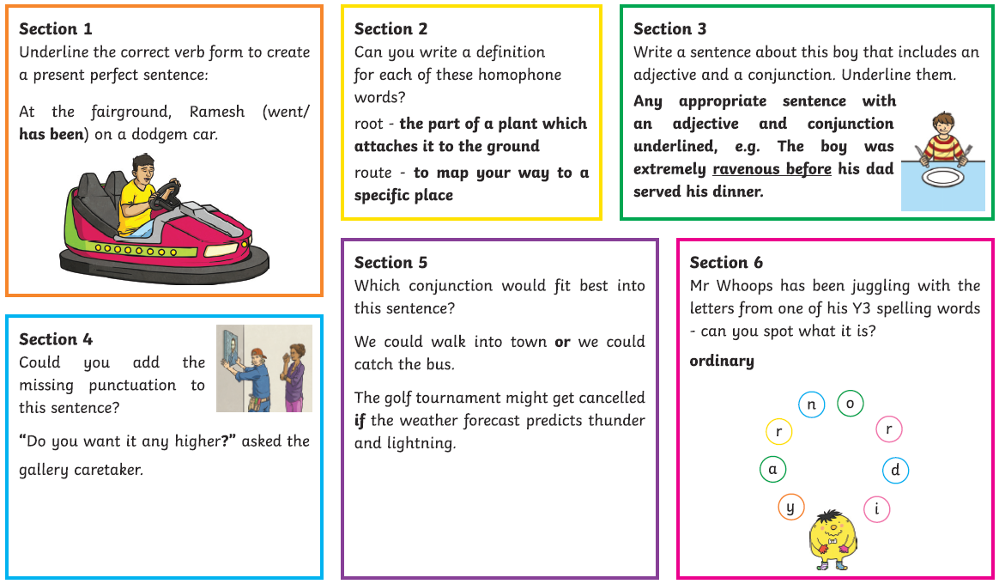 Section 1
Underline the correct verb form to create
a present perfect sentence:
At the fairground, Ramesh (went/
has been) on a dodgem car.
Section 2
Can you write a definition
for each of these homophone
words?
root - the part of a plant which
attaches it to the ground
route - to map your way to a
specific place
Section 3
Write a sentence about this boy that includes an
adjective and a conjunction. Underline them.
Any appropriate sentence with
an adjective and conjunction
underlined, e.g. The boy was
extremely ravenous before his dad
served his dinner.
Section 4
Could you add the
missing punctuation to
this sentence?
“Do you want it any higher?” asked the
gallery caretaker.
Section 5
Which conjunction would fit best into
this sentence?
We could walk into town or we could
catch the bus.
The golf tournament might get cancelled
if the weather forecast predicts thunder
and lightning.
Section 6
Mr Whoops has been juggling with the
letters from one of his Y3 spelling words
- can you spot what it is?
ordinary
n o
r r
a d
y i